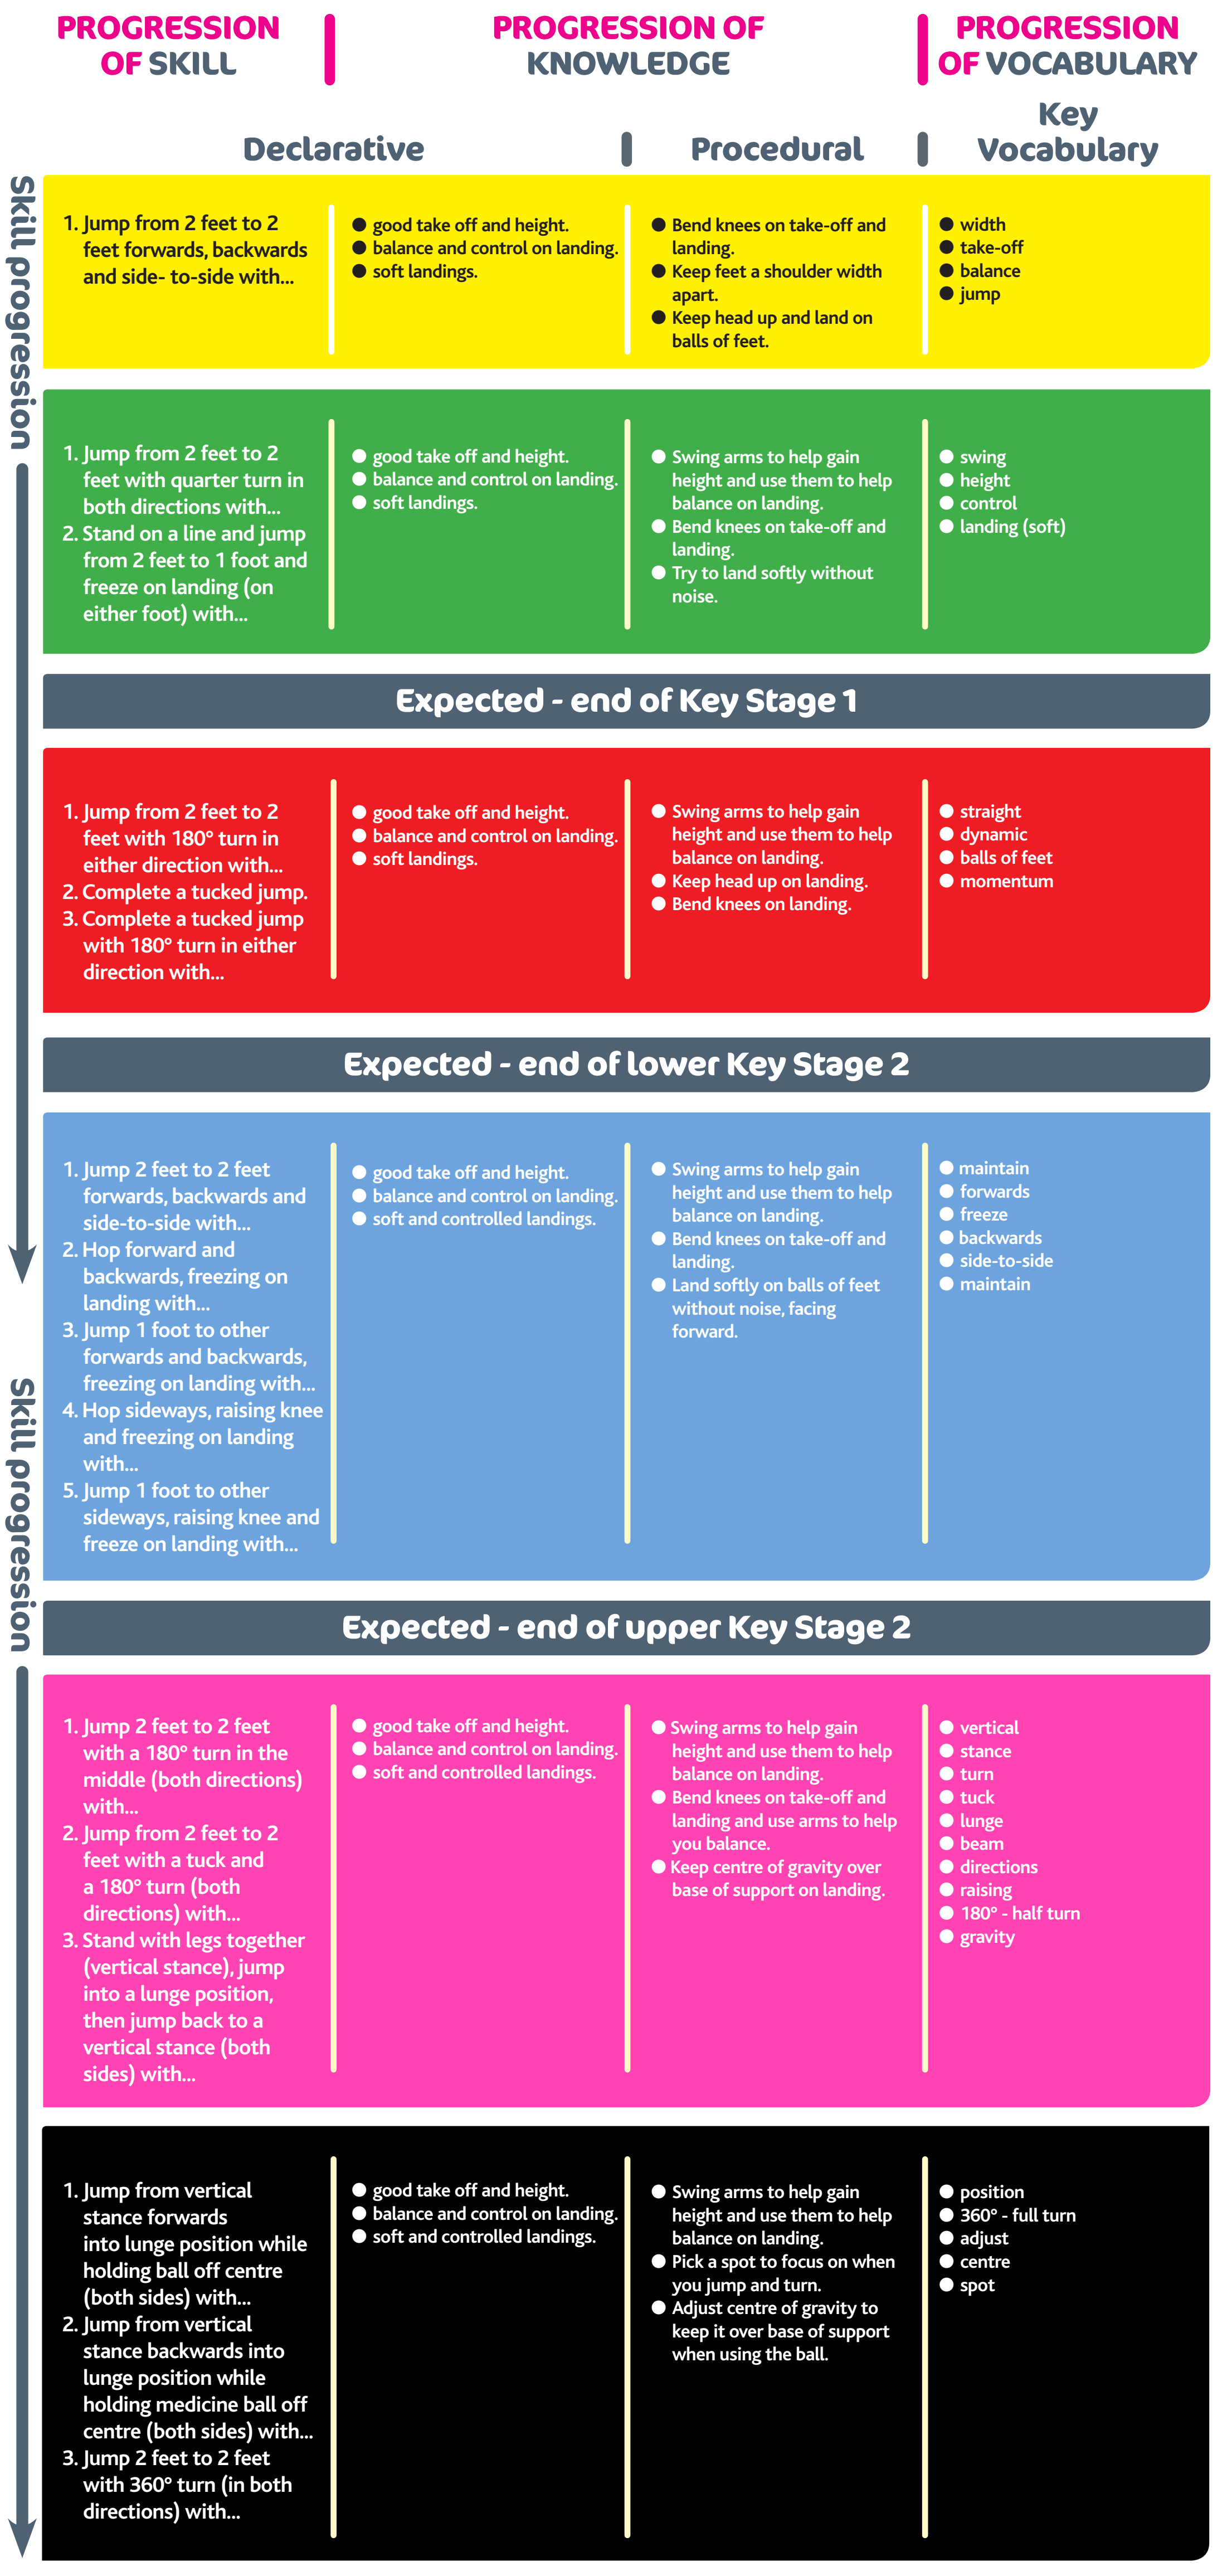 PROGRESSION
OF SKILL
PROGRESSION OF
KNOWLEDGE
PROGRESSION
OF VOCABULARY
Declarative
Procedural
Key
Vocabulary
Skill progression
1. Jump from 2 feet to 2
feet forwards, backwards
and side- to-side with...
● good take off and height.
● balance and control on landing.
● soft landings.
● Bend knees on take-off and
landing.
● Keep feet a shoulder width
apart.
● Keep head up and land on
balls of feet.
● width
● take-off
● balance
● jump
1. Jump from 2 feet to 2
feet with quarter turn in
both directions with...
2. Stand on a line and jump
from 2 feet to 1 foot and
freeze on landing (on
either foot) with...
● good take off and height.
● balance and control on landing.
● soft landings.
● Swing arms to help gain
height and use them to help
balance on landing.
● Bend knees on take-off and
landing.
● Try to land softly without
noise.
● swing
● height
● control
● landing (soft)
Expected - end of Key Stage 1
1. Jump from 2 feet to 2
feet with 180° turn in
either direction with...
2. Complete a tucked jump.
3. Complete a tucked jump
with 180° turn in either
direction with...
● good take off and height.
● balance and control on landing.
● soft landings.
● Swing arms to help gain
height and use them to help
balance on landing.
● Keep head up on landing.
● Bend knees on landing.
● straight
● dynamic
● balls of feet
● momentum
Expected - end of lower Key Stage 2
1. Jump 2 feet to 2 feet
forwards, backwards and
side-to-side with...
2. Hop forward and
backwards, freezing on
landing with...
3. Jump 1 foot to other
forwards and backwards,
freezing on landing with...
4. Hop sideways, raising knee
and freezing on landing
with...
5. Jump 1 foot to other
sideways, raising knee and
freeze on landing with...
● good take off and height.
● balance and control on landing.
● soft and controlled landings.
● Swing arms to help gain
height and use them to help
balance on landing.
● Bend knees on take-off and
landing.
● Land softly on balls of feet
without noise, facing
forward.
● maintain
● forwards
● freeze
● backwards
● side-to-side
● maintain
Skill progression
Expected - end of upper Key Stage 2
1. Jump 2 feet to 2 feet
with a 180° turn in the
middle (both directions)
with...
2. Jump from 2 feet to 2
feet with a tuck and
a 180° turn (both
directions) with...
3. Stand with legs together
(vertical stance), jump
into a lunge position,
then jump back to a
vertical stance (both
sides) with...
● good take off and height.
● balance and control on landing.
● soft and controlled landings.
● Swing arms to help gain
height and use them to help
balance on landing.
● Bend knees on take-off and
landing and use arms to help
you balance.
● Keep centre of gravity over
base of support on landing.
● vertical
● stance
● turn
● tuck
● lunge
● beam
● directions
● raising
● 180° - half turn
● gravity
1. Jump from vertical
stance forwards
into lunge position while
holding ball off centre
(both sides) with...
2. Jump from vertical
stance backwards into
lunge position while
holding medicine ball off
centre (both sides) with...
3. Jump 2 feet to 2 feet
with 360° turn (in both
directions) with...
● good take off and height.
● balance and control on landing.
● soft and controlled landings.
● Swing arms to help gain
height and use them to help
balance on landing.
● Pick a spot to focus on when
you jump and turn.
● Adjust centre of gravity to
keep it over base of support
when using the ball.
● position
● 360° - full turn
● adjust
● centre
● spot